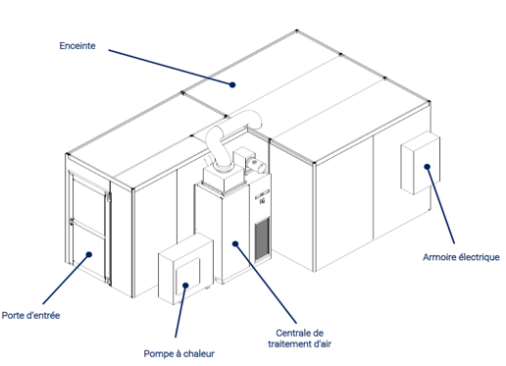 Enceinte
Armoire électrique
Porte d'entrée
Centrale de
traitement d'air
Pompe à chaleur